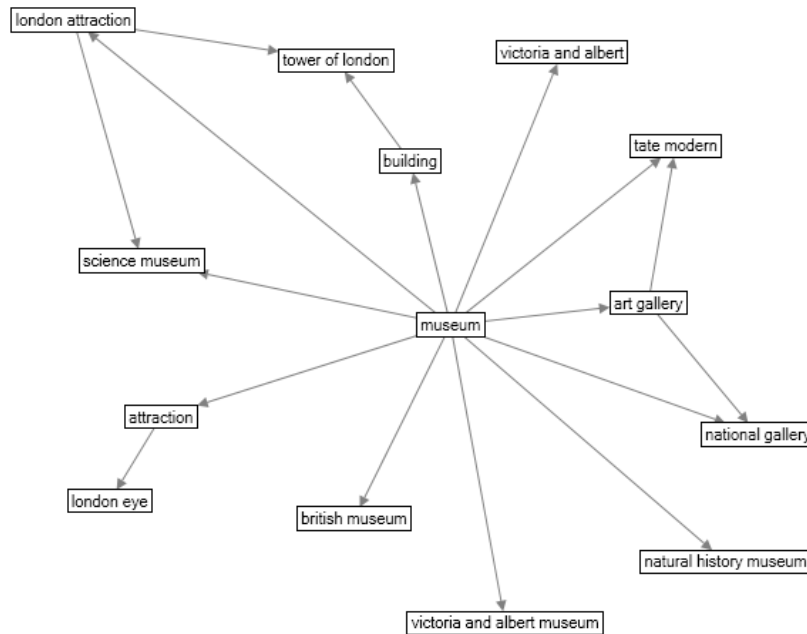 london attraction
tower of london
victoria and albert
building
tate modern
science museum
art gallery
museum
attraction
national gallery
london eye
british museum
natural history museum
victoria and albert museum